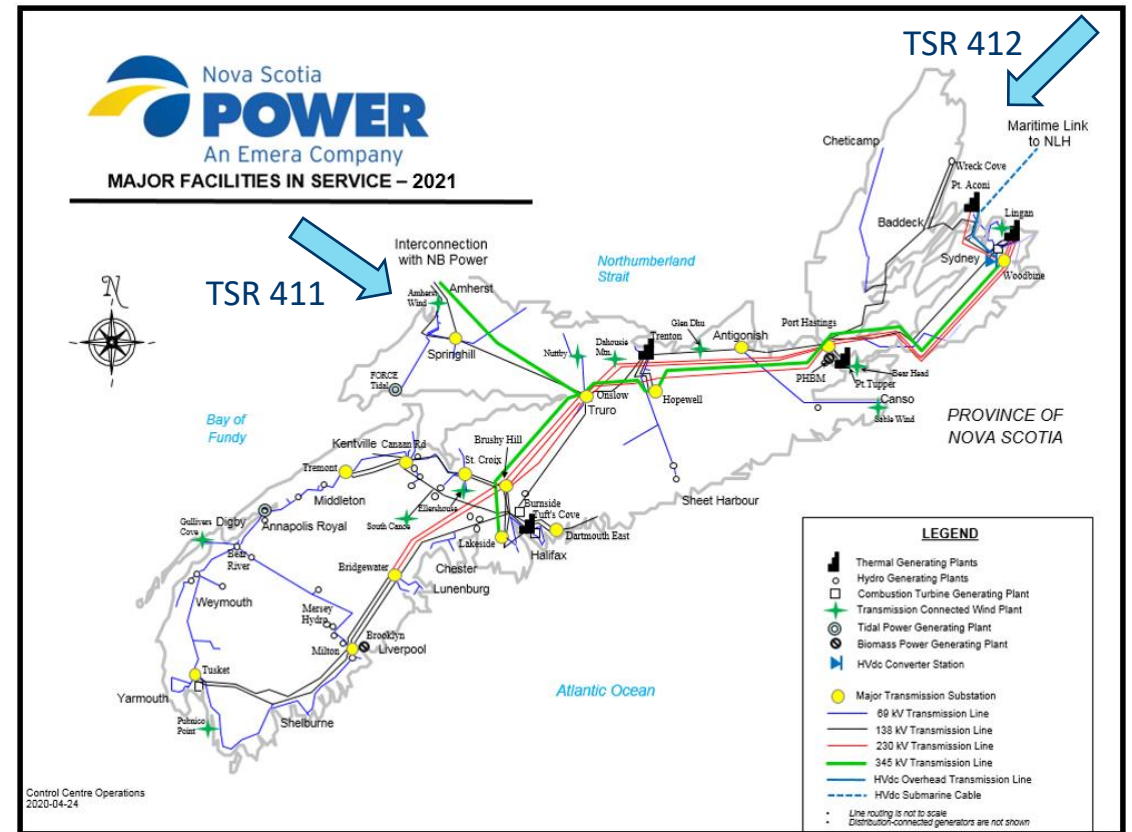 TSR 412
Nova Scotia
POWER
An Emera Company
MAJOR FACILITIES IN SERVICE – 2021
Maritime Link
to NLH
Cheticamp
Wreck Cove
Pt. Aconi
Baddeck
Lingan
Sydney
Woodbine
Interconnection
with NB Power
Northumberland
Strait
N
TSR 411
Amherst
Wind
Amherst
Springhill
FORCE
Tidal
Nuttby
Dalhousie
Mtn.
Trenton
Glen Dhu
Antigonish
Port Hastings
PHBM
Pt. Tupper
Bear Head
Canso
Sable Wind
Onslow
Truro
Hopewell
PROVINCE OF
NOVA SCOTIA
Bay of
Fundy
Kentville
Canaan Rd
Brushy Hill
St. Croix
Tremont
Middleton
Sheet Harbour
Ellershouse
Burnside
Tuft's Cove
South Canoe
Gullivers
Cove
Digby
Annapolis Royal
Dartmouth East
Lakeside
Halifax
Bear
River
Bridgewater
Chester
Lunenburg
Weymouth
Mersey
Hydro
Brooklyn
Milton
Liverpool
Tusket
Yarmouth
Shelburne
Pubnico
Point
Atlantic Ocean
LEGEND
Thermal Generating Plants
Hydro Generating Plants
Combustion Turbine Generating Plant
Transmission Connected Wind Plant
Tidal Power Generating Plant
Biomass Power Generating Plant
HVdc Converter Station
Major Transmission Substation
69 kV Transmission Line
138 kV Transmission Line
230 kV Transmission Line
345 kV Transmission Line
HVdc Overhead Transmission Line
HVdc Submarine Cable
• Line routing is not to scale
• Distribution-connected generators are not shown
Control Centre Operations
2020-04-24